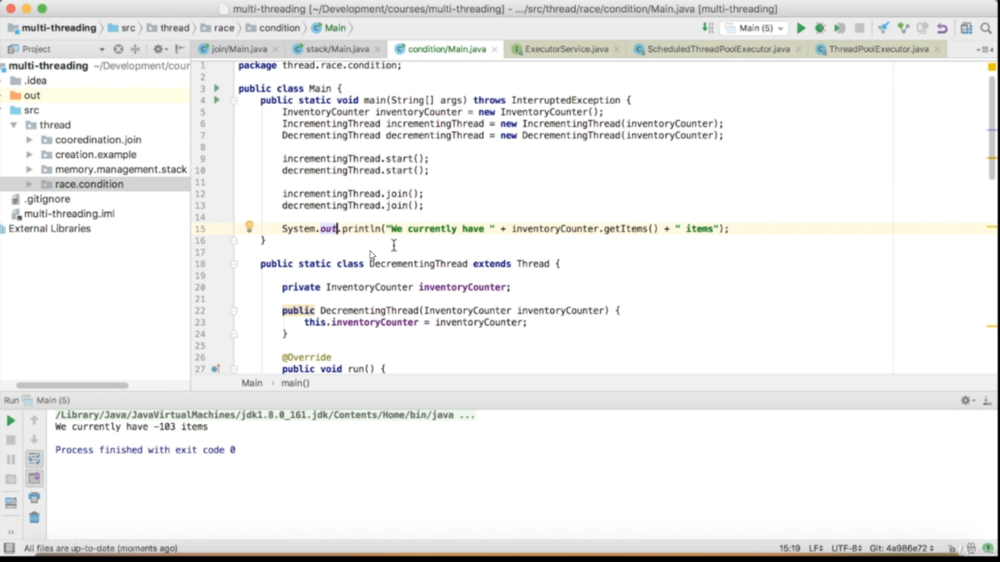 multi-threading [~/Development/courses/multi-threading] - .../src/thread/race/condition/Main.java [multi-threading]
multi-threading src thread race condition Main Main (5)
Project join/Main.java stack/Main.java condition/Main.java ExecutorService.java ScheduledThreadPoolExecutor.java ThreadPoolExecutor.java 4
multi-threading ~/Development/cour
.idea
out
src
thread
cooredination.join
creation.example
memory.management.stack
race.condition
.gitignore
multi-threading.iml
External Libraries
1 package thread.race.condition;
2
3 public class Main {
4 public static void main(String[] args) throws InterruptedException {
5 InventoryCounter inventoryCounter = new InventoryCounter();
6 IncrementingThread incrementingThread = new IncrementingThread(inventoryCounter);
7 DecrementingThread decrementingThread = new DecrementingThread(inventoryCounter);
8
9 incrementingThread.start();
10 decrementingThread.start();
11
12 incrementingThread.join();
13 decrementingThread.join();
14
15 System.out.println("We currently have " + inventoryCounter.getItems() + " items");
16 }
17
18 public static class DecrementingThread extends Thread {
19
20 private InventoryCounter inventoryCounter;
21
22 public DecrementingThread(InventoryCounter inventoryCounter) {
23 this.inventoryCounter = inventoryCounter;
24 }
25
26 @Override
27 public void run() {
Main › main()
Run Main (5)
/Library/Java/JavaVirtualMachines/jdk1.8.0_161.jdk/Contents/Home/bin/java ...
We currently have -103 items
Process finished with exit code 0
All files are up-to-date (moments ago) 15:19 LF UTF-8 Git: 4a986e72